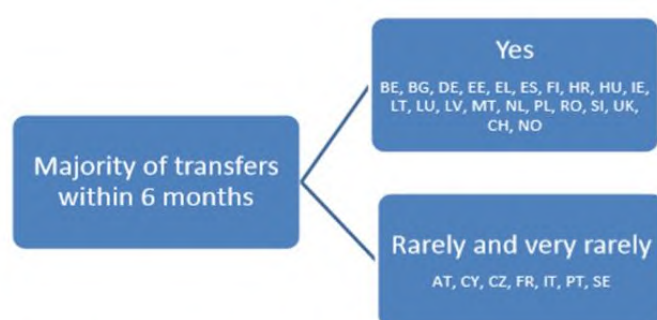 Majority of transfers
within 6 months
Yes
BE, BG, DE, EE, EL, ES, FI, HR, HU, IE,
LT, LU, LV, MT, NL, PL, RO, SI, UK,
CH, NO
Rarely and very rarely
AT, CY, CZ, FR, IT, PT, SE